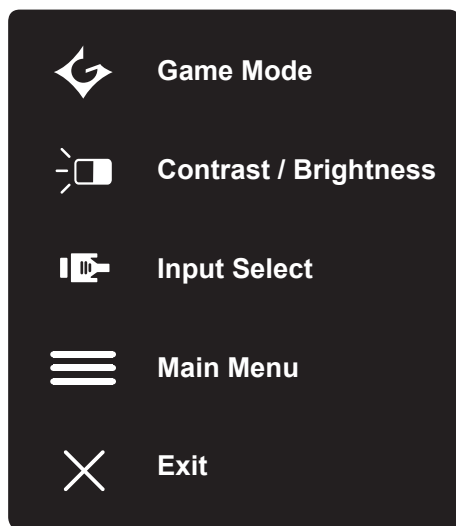 Game Mode
Contrast / Brightness
Input Select
Main Menu
Exit